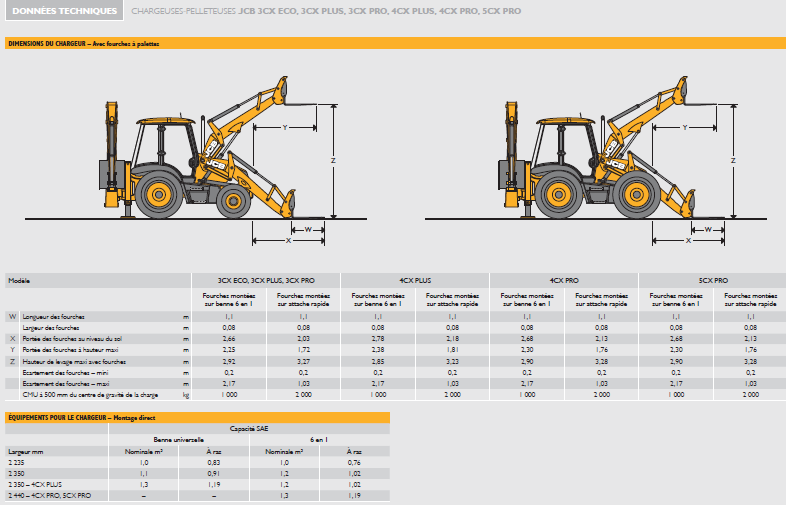 DONNÉES TECHNIQUES CHARGEUSES-PELLETEUSES JCB 3CX ECO, 3CX PLUS, 3CX PRO, 4CX PLUS, 4CX PRO, 5CX PRO
DIMENSIONS DU CHARGEUR – Avec fourches à palettes
Y
Z
W
X
JCB
Y
Z
W
X
JCB
Modèle 3CX ECO, 3CX PLUS, 3CX PRO 4CX PLUS 4CX PRO 5CX PRO
Fourches montées Fourches montées Fourches montées Fourches montées Fourches montées Fourches montées Fourches montées Fourches montées
sur benne 6 en 1 sur attache rapide sur benne 6 en 1 sur attache rapide sur benne 6 en 1 sur attache rapide sur benne 6 en 1 sur attache rapide
W Longueur des fourches m 1,1 1,1 1,1 1,1 1,1 1,1 1,1 1,1
Largeur des fourches m 0,08 0,08 0,08 0,08 0,08 0,08 0,08 0,08
X Portée des fourches au niveau du sol m 2,66 2,03 2,78 2,18 2,68 2,13 2,68 2,13
Y Portée des fourches à hauteur maxi m 2,25 1,72 2,38 1,81 2,30 1,76 2,30 1,76
Z Hauteur de levage maxi avec fourches m 2,92 3,27 2,85 3,23 2,90 3,28 2,90 3,28
Ecartement des fourches – mini m 0,2 0,2 0,2 0,2 0,2 0,2 0,2 0,2
Ecartement des fourches – maxi m 2,17 1,03 2,17 1,03 2,17 1,03 2,17 1,03
CMU à 500 mm du centre de gravité de la charge kg 1 000 2 000 1 000 2 000 1 000 2 000 1 000 2 000
EQUIPEMENTS POUR LE CHARGEUR – Montage direct
Capacité SAE
Benne universelle 6 en 1
Largeur mm Nominale m³ À ras Nominale m³ À ras
2 235 1,0 0,83 1,0 0,76
2 350 1,1 0,91 1,2 1,02
2 350 – 4CX PLUS 1,3 1,19 1,2 1,02
2 440 – 4CX PRO, 5CX PRO – – 1,3 1,19